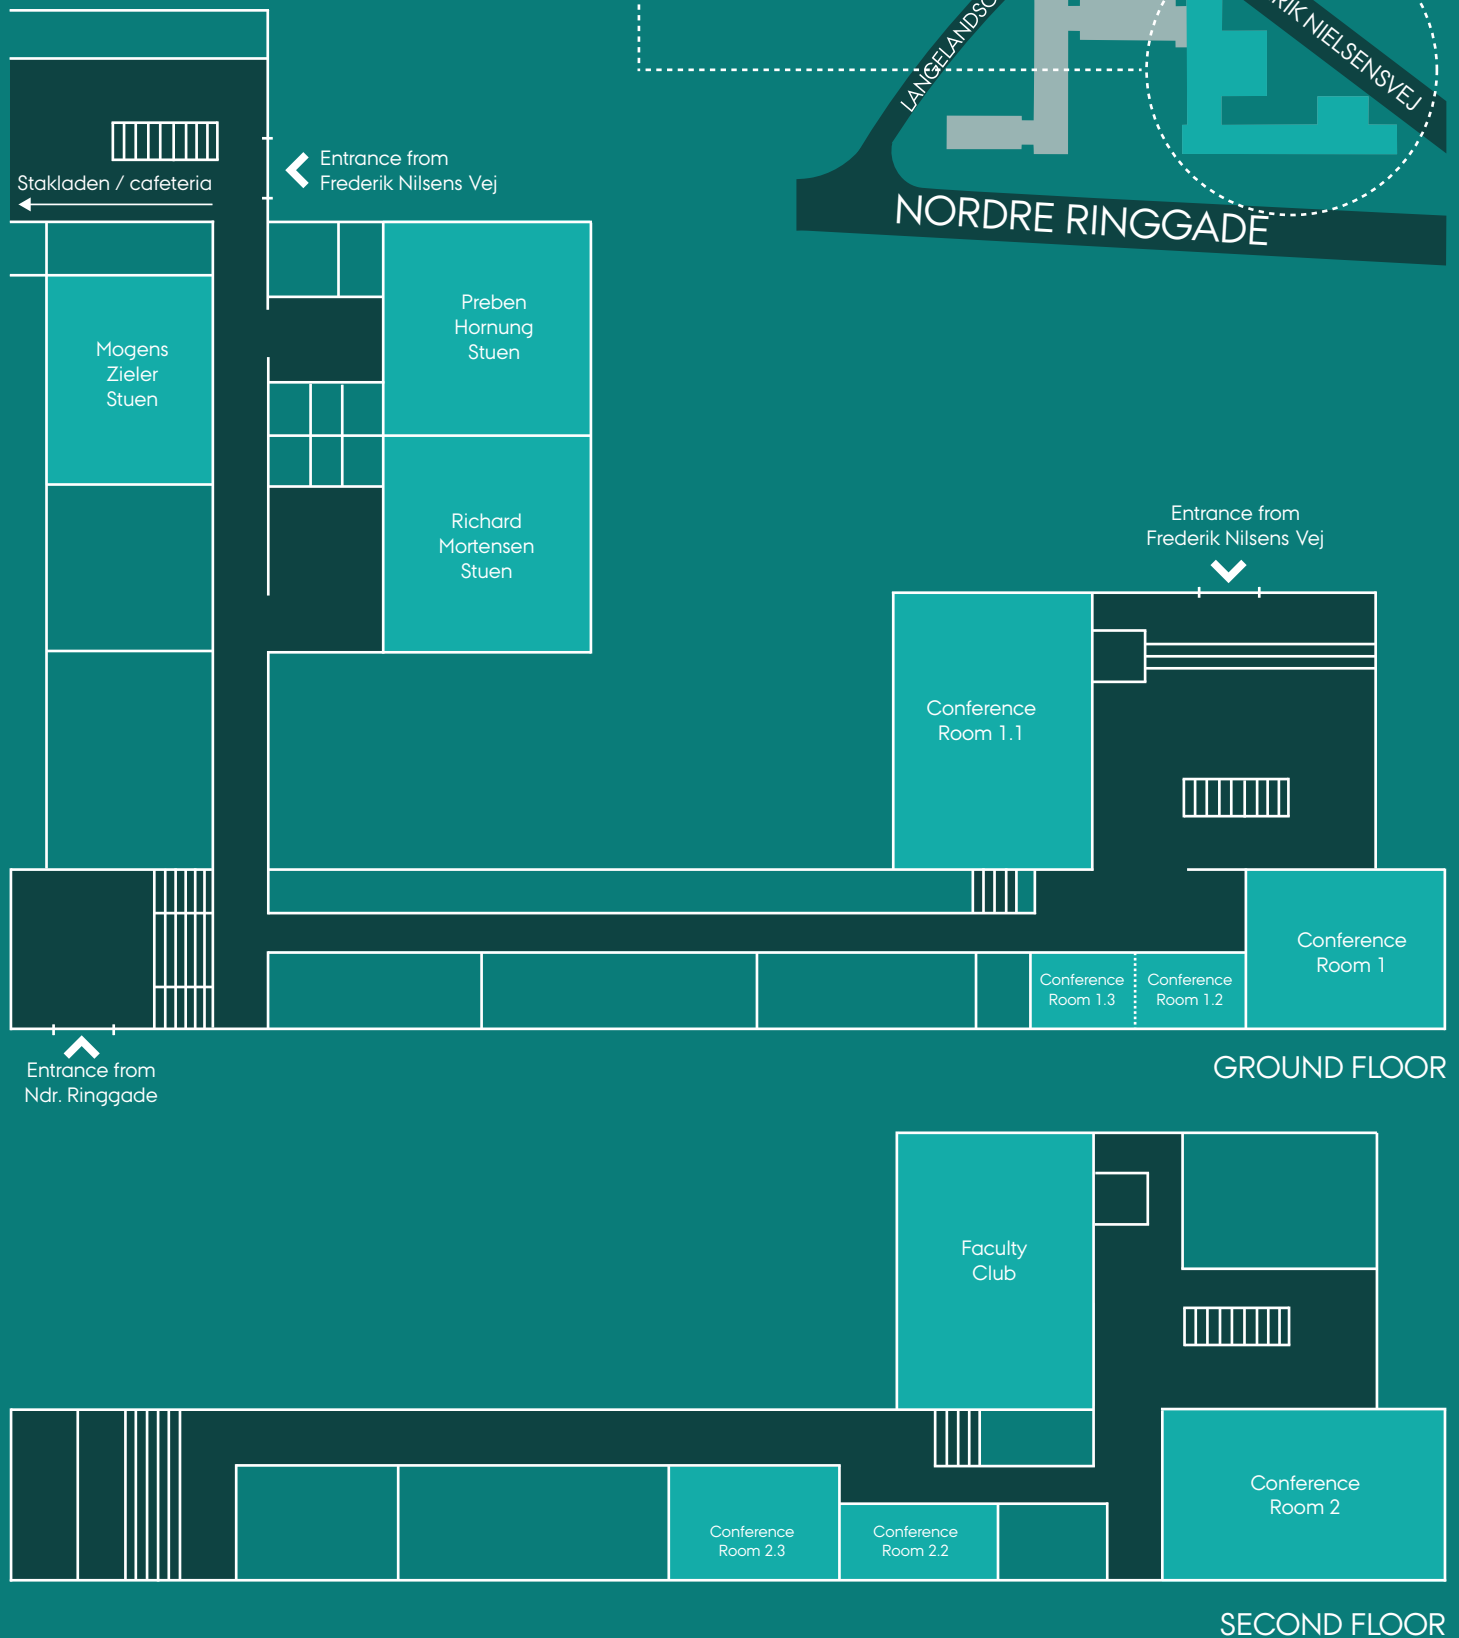 NORDRE RINGGADE
Entrance from
Frederik Nilsens Vej
Stakladen / cafeteria
Preben
Hornung
Stuen
Mogens
Zieler
Stuen
Richard
Mortensen
Stuen
Entrance from
Frederik Nilsens Vej
Conference
Room 1.1
Conference
Room 1
Conference
Room 1.3
Conference
Room 1.2
Entrance from
Ndr. Ringgade
GROUND FLOOR
Faculty
Club
Conference
Room 2
Conference
Room 2.3
Conference
Room 2.2
SECOND FLOOR